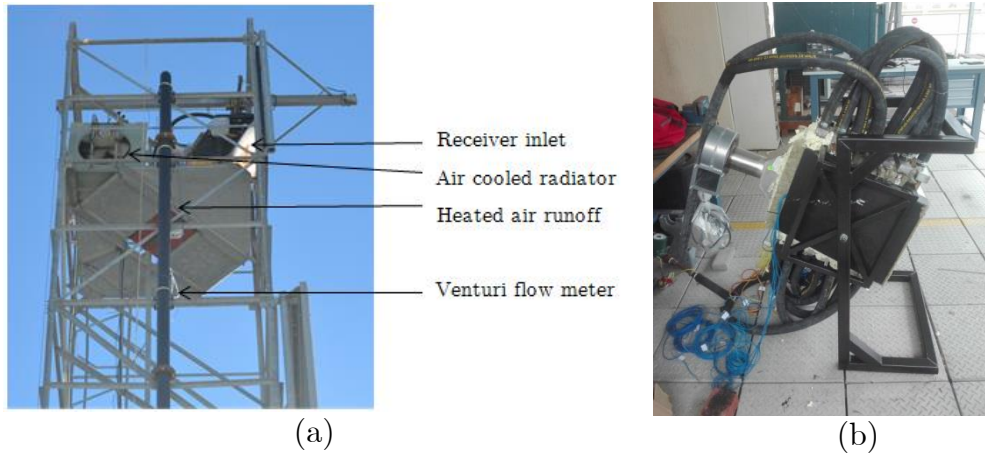 Receiver inlet
Air cooled radiator
Heated air runoff
Venturi flow meter
(a)
(b)